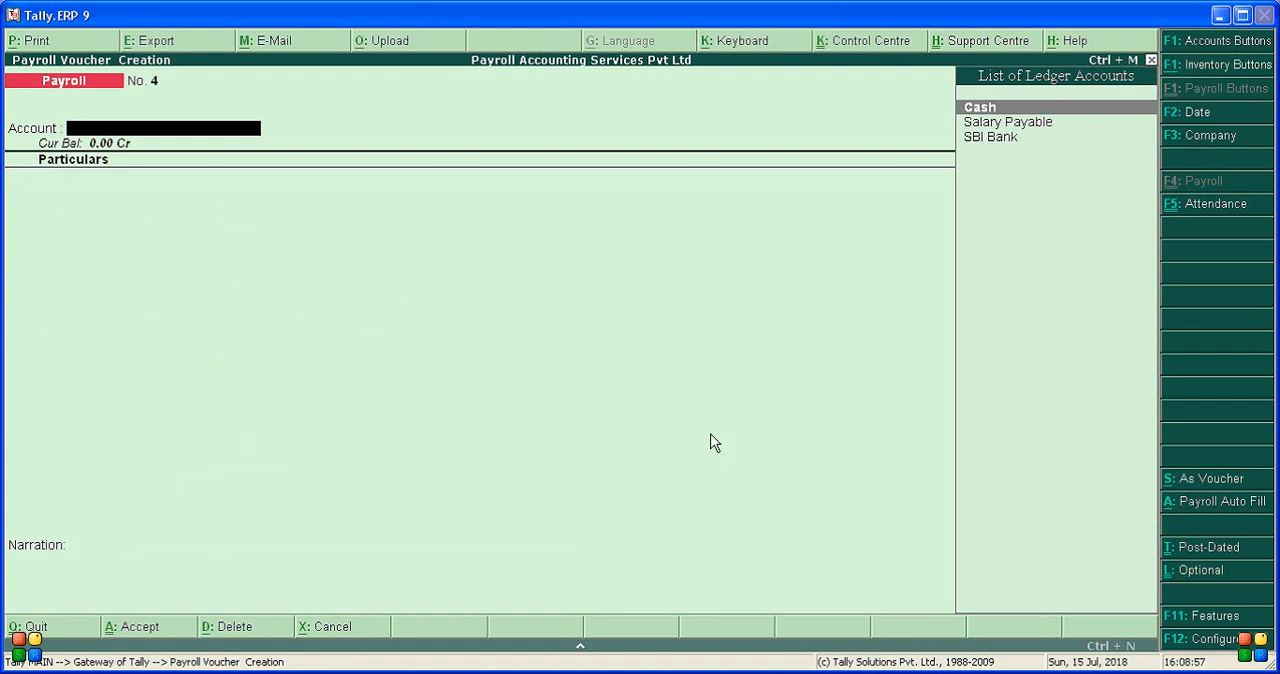 Tally.ERP 9
P: Print E: Export M: E-Mail O: Upload G: Language K: Keyboard K: Control Centre H: Support Centre H: Help
Payroll Voucher Creation Payroll Accounting Services Pvt Ltd Ctrl + M
Payroll No. 4
Account :
Cur Bal: 0.00 Cr
Particulars
Narration:
List of Ledger Accounts
Cash
Salary Payable
SBI Bank
F1: Accounts Buttons
F1: Inventory Buttons
F1: Payroll Buttons
F2: Date
F3: Company
F4: Payroll
F5: Attendance
S: As Voucher
A: Payroll Auto Fill
T: Post-Dated
L: Optional
F11: Features
F12: Configure
Q: Quit A: Accept D: Delete X: Cancel
Ctrl + N
Tally MAIN --> Gateway of Tally --> Payroll Voucher Creation (c) Tally Solutions Pvt. Ltd., 1988-2009 Sun, 15 Jul, 2018 16:08:57